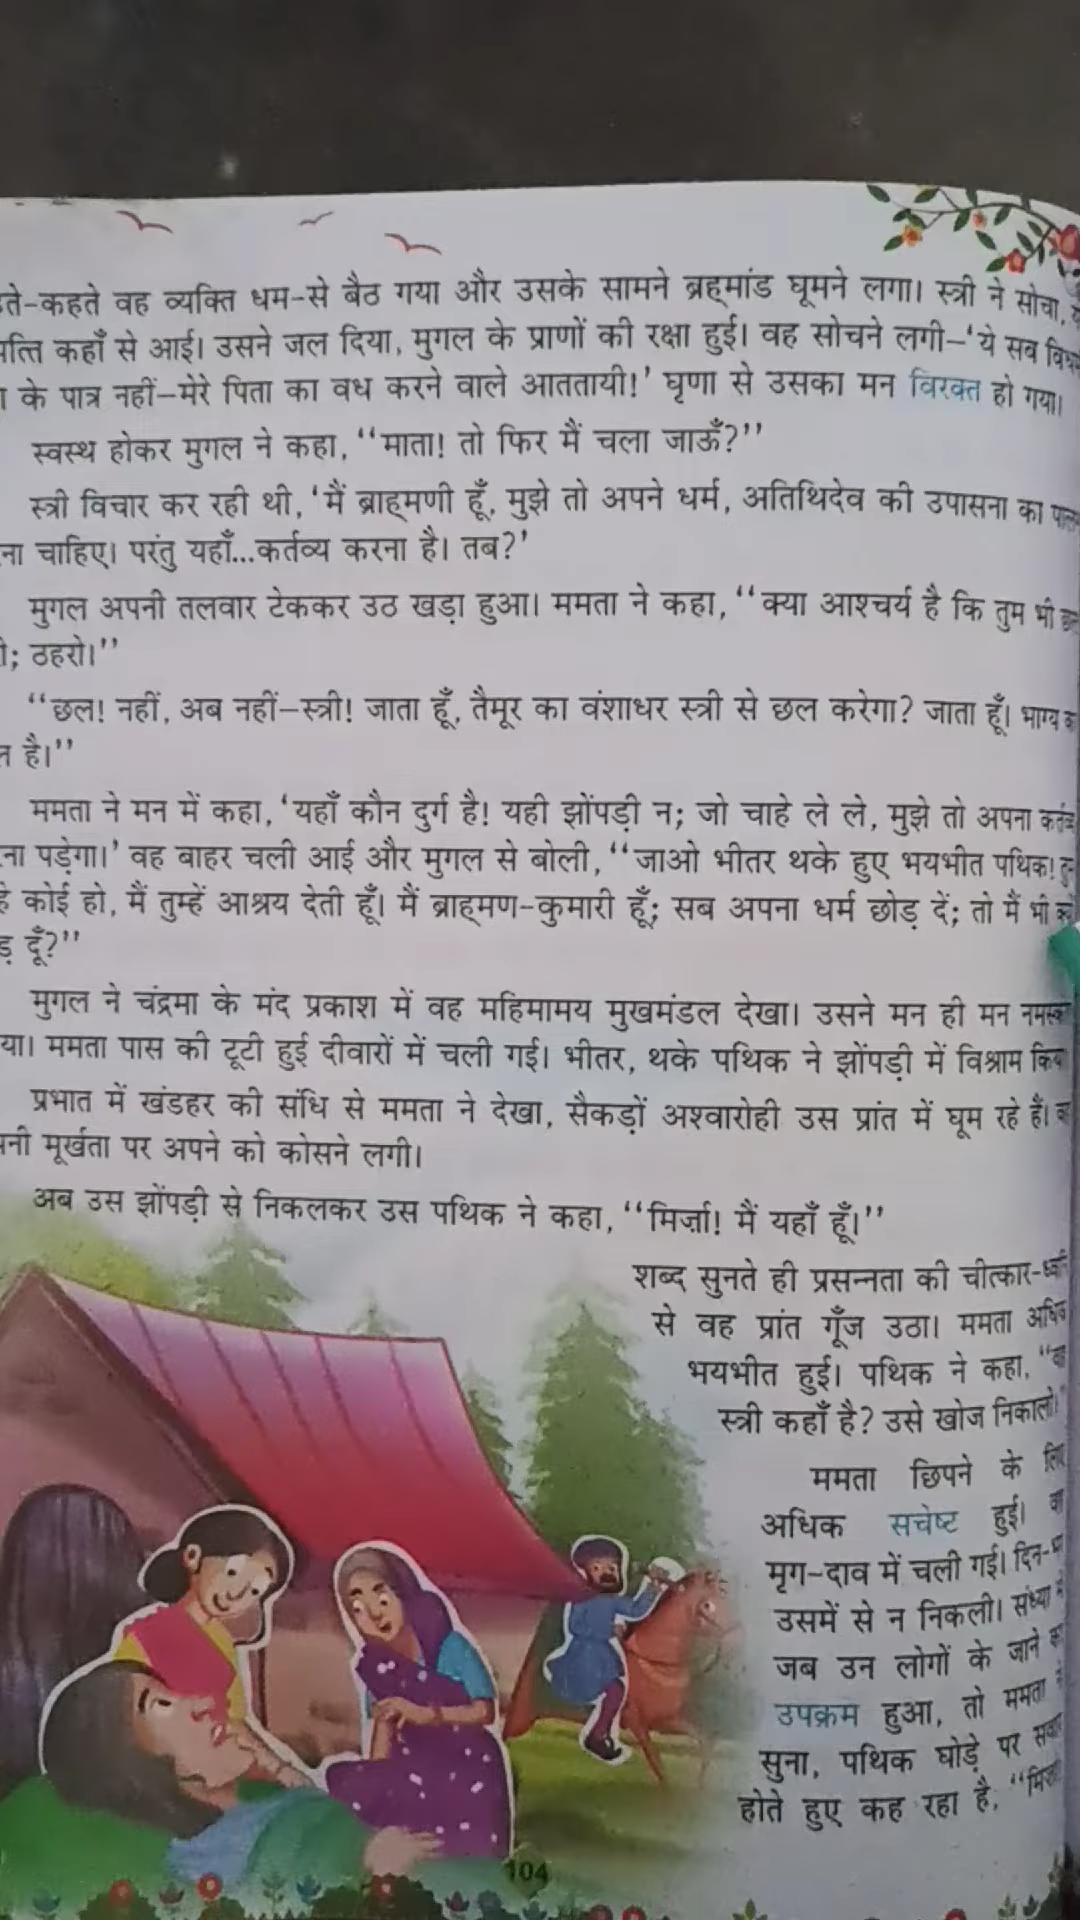 कहते वह व्यक्ति धम-से बैठ गया और उसके सामने ब्रह्मांड घूमने लगा। स्त्री ने सोचा,
कहाँ से आई। उसने जल दिया, मुगल के प्राणों की रक्षा हुई। वह सोचने लगी–'ये सब
के पात्र नहीं–मेरे पिता का वध करने वाले आततायी!' घृणा से उसका मन विरक्त हो गया।
स्वस्थ होकर मुगल ने कहा, ‘‘माता! तो फिर मैं चला जाऊँ?’’
स्त्री विचार कर रही थी, 'मैं ब्राह्मणी हूँ, मुझे तो अपने धर्म, अतिथिदेव की उपासना का
चाहिए। परंतु यहाँ...कर्तव्य करना है। तब?'
मुगल अपनी तलवार टेककर उठ खड़ा हुआ। ममता ने कहा, ‘‘क्या आश्चर्य है कि तुम भी
ठहरो।’’
‘‘छल! नहीं, अब नहीं–स्त्री! जाता हूँ, तैमूर का वंशाधर स्त्री से छल करेगा? जाता हूँ। भाग्य का
है।’’
ममता ने मन में कहा, 'यहाँ कौन दुर्ग है! यही झोंपड़ी न; जो चाहे ले ले, मुझे तो अपना
पड़ेगा।' वह बाहर चली आई और मुगल से बोली, ‘‘जाओ भीतर थके हुए भयभीत पथिक!
कोई हो, मैं तुम्हें आश्रय देती हूँ। मैं ब्राह्मण-कुमारी हूँ; सब अपना धर्म छोड़ दें; तो मैं भी
दूँ?’’
मुगल ने चंद्रमा के मंद प्रकाश में वह महिमामय मुखमंडल देखा। उसने मन ही मन
ममता पास की टूटी हुई दीवारों में चली गई। भीतर, थके पथिक ने झोंपड़ी में विश्राम
प्रभात में खंडहर की संधि से ममता ने देखा, सैकड़ों अश्वारोही उस प्रांत में घूम रहे हैं।
मूर्खता पर अपने को कोसने लगी।
अब उस झोंपड़ी से निकलकर उस पथिक ने कहा, ‘‘मिर्ज़ा! मैं यहाँ हूँ।’’
शब्द सुनते ही प्रसन्नता की चीत्कार-ध्वनि
से वह प्रांत गूँज उठा। ममता अधिक
भयभीत हुई। पथिक ने कहा,
स्त्री कहाँ है? उसे खोज निकालो।
ममता छिपने के लिए
अधिक सचेष्ट हुई।
मृग-दाव में चली गई।
उसमें से न निकली। संध्या
जब उन लोगों के जाने का
उपक्रम हुआ, तो ममता ने
सुना, पथिक घोड़े पर सवार
होते हुए कह रहा है,
104